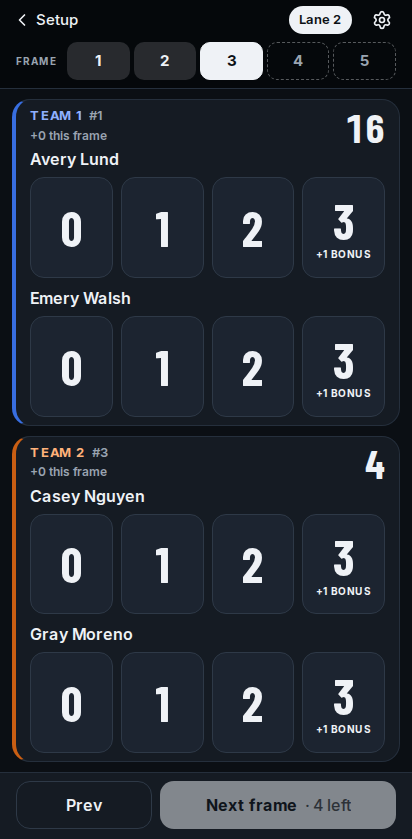 Setup
Lane 2
FRAME 1 2 3 4 5
TEAM 1 #1
16
+0 this frame
Avery Lund
0 1 2 3
+1 BONUS
Emery Walsh
0 1 2 3
+1 BONUS
TEAM 2 #3
4
+0 this frame
Casey Nguyen
0 1 2 3
+1 BONUS
Gray Moreno
0 1 2 3
+1 BONUS
Prev
Next frame · 4 left